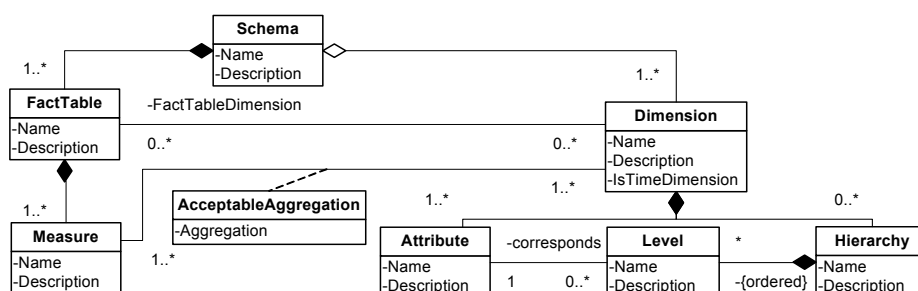 Schema
-Name
-Description
1..*
1..*
FactTable
-Name
-Description
-FactTableDimension
0..*
0..*
Dimension
-Name
-Description
-IsTimeDimension
1..*
1..*
AcceptableAggregation
-Aggregation
1..*
1..*
0..*
Measure
-Name
-Description
Attribute
-Name
-Description
-corresponds
1
0..*
Level
-Name
-Description
*
-{ordered}
Hierarchy
-Name
-Description